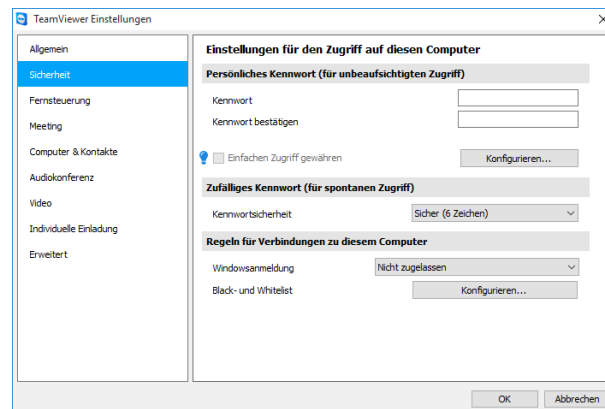 TeamViewer Einstellungen
Allgemein
Sicherheit
Fernsteuerung
Meeting
Computer & Kontakte
Audiokonferenz
Video
Individuelle Einladung
Erweitert
Einstellungen für den Zugriff auf diesen Computer
Persönliches Kennwort (für unbeaufsichtigten Zugriff)
Kennwort
Kennwort bestätigen
Einfachen Zugriff gewähren
Konfigurieren...
Zufälliges Kennwort (für spontanen Zugriff)
Kennwortsicherheit
Sicher (6 Zeichen)
Regeln für Verbindungen zu diesem Computer
Windowsanmeldung
Nicht zugelassen
Black- und Whitelist
Konfigurieren...
OK
Abbrechen